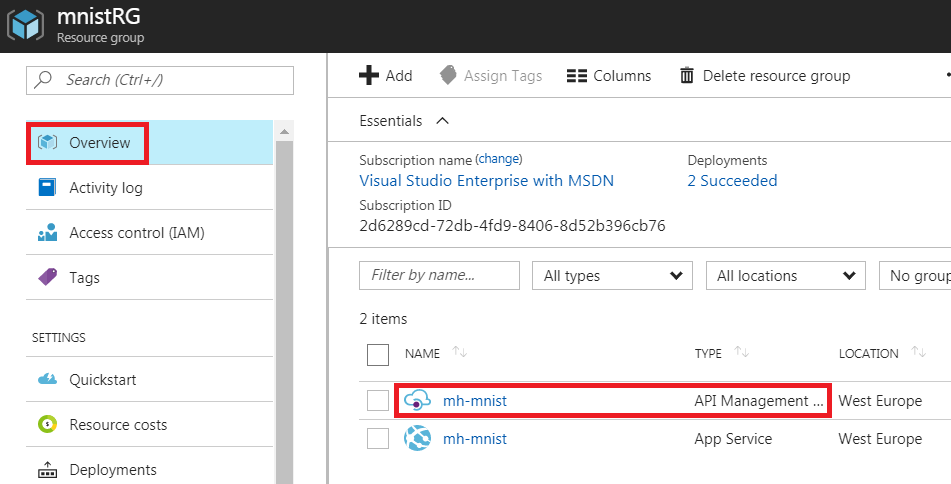 mnistRG
Resource group
Search (Ctrl+/)
Overview
Activity log
Access control (IAM)
Tags
SETTINGS
Quickstart
Resource costs
Deployments
Add Assign Tags Columns Delete resource group
Essentials
Subscription name (change) Deployments
Visual Studio Enterprise with MSDN 2 Succeeded
Subscription ID
2d6289cd-72db-4fd9-8406-8d52b396cb76
Filter by name... All types All locations No group
2 items
NAME TYPE LOCATION
mh-mnist API Management ... West Europe
mh-mnist App Service West Europe